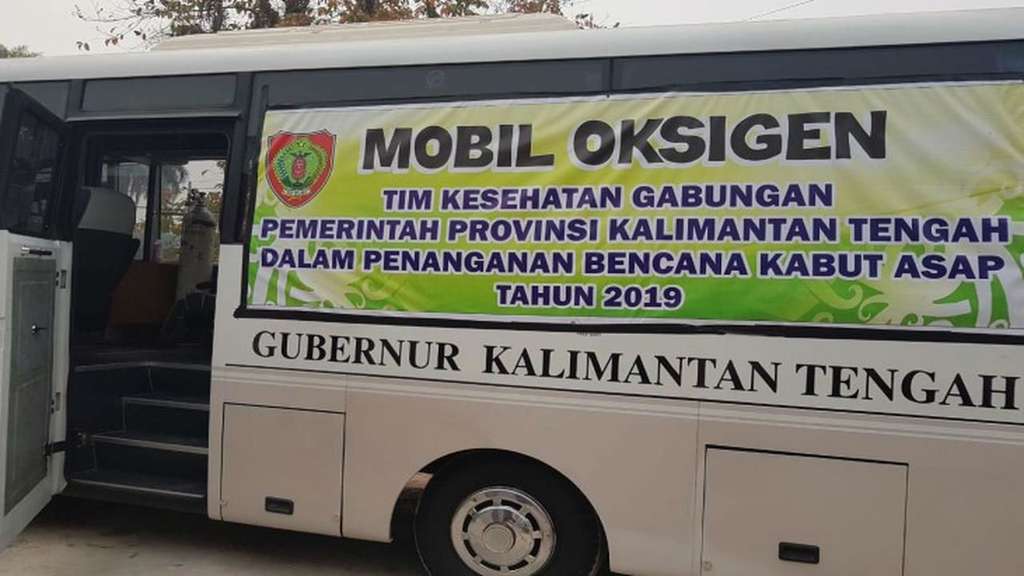 MOBIL OKSIGEN
TIM KESEHATAN GABUNGAN
PEMERINTAH PROVINSI KALIMANTAN TENGAH
DALAM PENANGANAN BENCANA KABUT ASAP
TAHUN 2019
GUBERNUR KALIMANTAN TENGAH